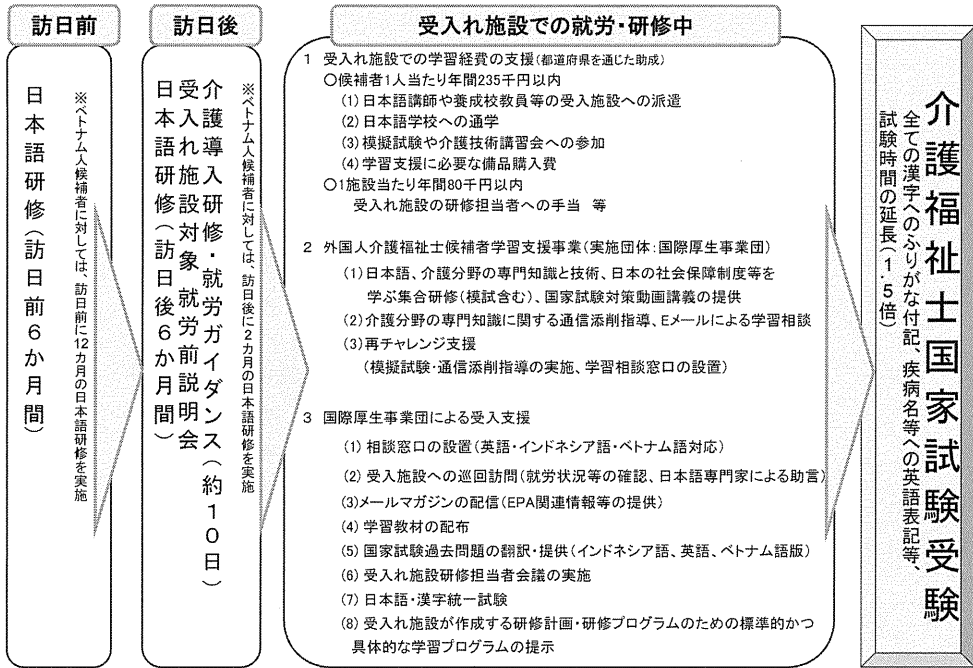 訪日前
日本語研修（訪日前６か月間）
※ベトナム人候補者に対しては、訪日前に12カ月の日本語研修を実施
訪日後
介護導入研修・就労ガイダンス（約１０日）
受入れ施設対象 就労前説明会
日本語研修（訪日後６か月間）
※ベトナム人候補者に対しては、訪日後に２カ月の日本語研修を実施
受入れ施設での就労・研修中
1 受入れ施設での学習経費の支援（都道府県を通じた助成）
○候補者1人当たり年間235千円以内
(1)日本語講師や養成校教員等の受入施設への派遣
(2)日本語学校への通学
(3)模擬試験や介護技術講習会への参加
(4)学習支援に必要な備品購入費
○1施設当たり年間80千円以内
受入れ施設の研修担当者への手当 等
2 外国人介護福祉士候補者学習支援事業（実施団体：国際厚生事業団）
(1)日本語、介護分野の専門知識と技術、日本の社会保障制度等を
学ぶ集合研修（模試含む）、国家試験対策動画講義の提供
(2)介護分野の専門知識に関する通信添削指導、Eメールによる学習相談
(3)再チャレンジ支援
（模擬試験・通信添削指導の実施、学習相談窓口の設置）
3 国際厚生事業団による受入支援
(1) 相談窓口の設置（英語・インドネシア語・ベトナム語対応）
(2) 受入施設への巡回訪問（就労状況等の確認、日本語専門家による助言）
(3)メールマガジンの配信（EPA関連情報等の提供）
(4) 学習教材の配布
(5) 国家試験過去問題の翻訳・提供（インドネシア語、英語、ベトナム語版）
(6) 受入れ施設研修担当者会議の実施
(7) 日本語・漢字統一試験
(8) 受入れ施設が作成する研修計画・研修プログラムのための標準的かつ
具体的な学習プログラムの提示
介護福祉士国家試験受験
全ての漢字へのふりがな付記、疾病名等への英語表記等、
試験時間の延長（１．５倍）